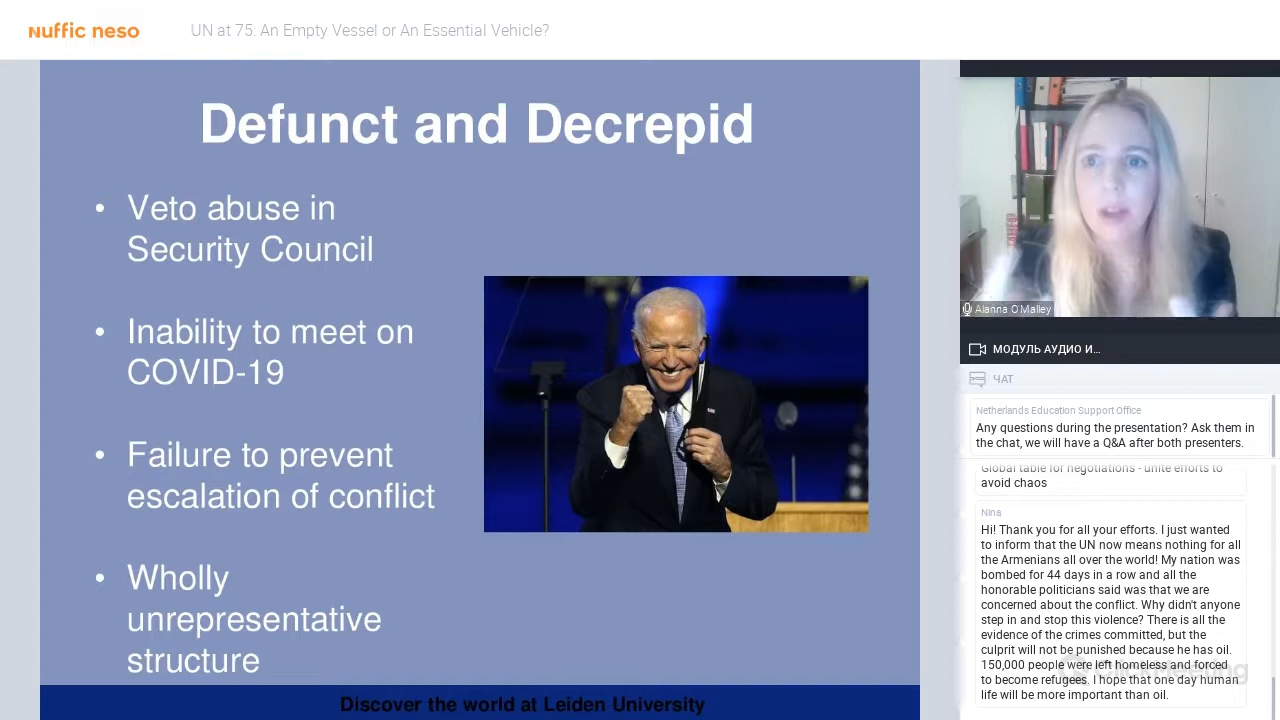 nuffic neso
UN at 75: An Empty Vessel or An Essential Vehicle?
Defunct and Decrepid
• Veto abuse in
Security Council
• Inability to meet on
COVID-19
• Failure to prevent
escalation of conflict
• Wholly
unrepresentative
structure
Discover the world at Leiden University
Alanna O'Malley
МОДУЛЬ АУДИО И...
ЧАТ
Netherlands Education Support Office
Any questions during the presentation? Ask them in
the chat, we will have a Q&A after both presenters.
Global table for negotiations - unite efforts to
avoid chaos
Nina
Hi! Thank you for all your efforts. I just wanted
to inform that the UN now means nothing for all
the Armenians all over the world! My nation was
bombed for 44 days in a row and all the
honorable politicians said was that we are
concerned about the conflict. Why didn't anyone
step in and stop this violence? There is all the
evidence of the crimes committed, but the
culprit will not be punished because he has oil.
150,000 people were left homeless and forced
to become refugees. I hope that one day human
life will be more important than oil.
ClickMeeting